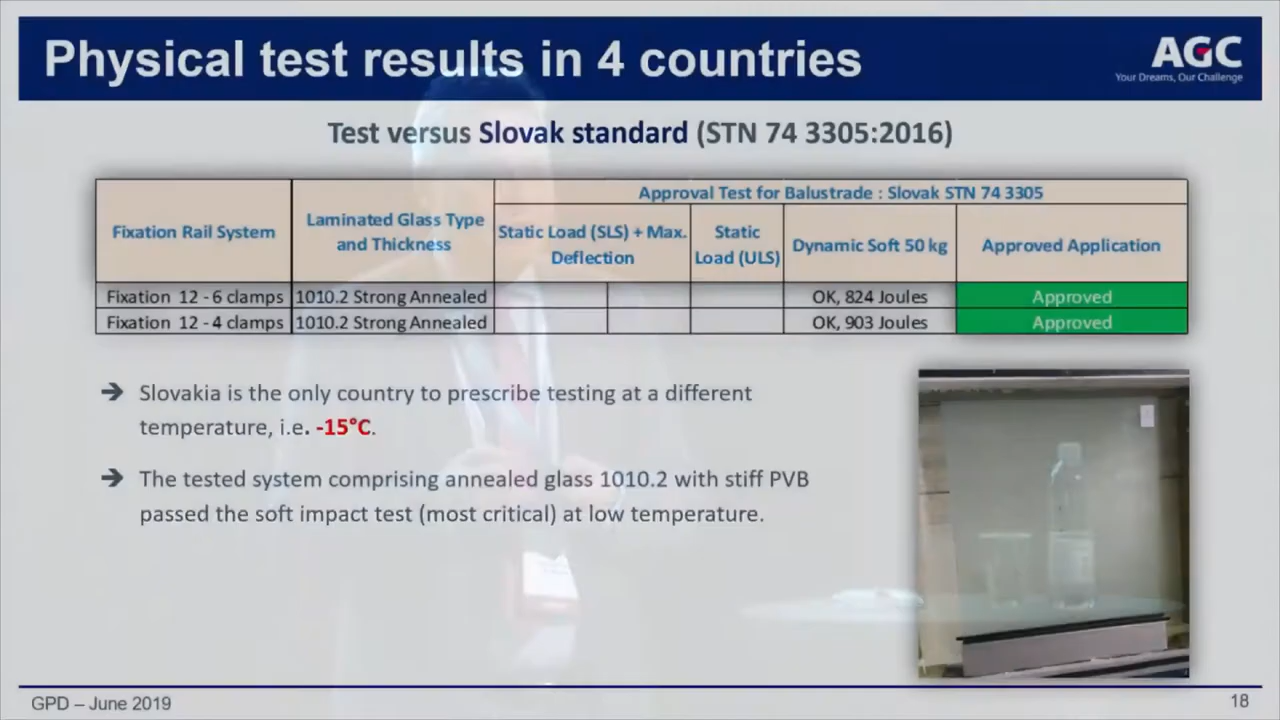 Physical test results in 4 countries
AGC
Your Dreams, Our Challenge
Test versus Slovak standard (STN 74 3305:2016)
Approval Test for Balustrade : Slovak STN 74 3305
Fixation Rail System
Laminated Glass Type and Thickness
Static Load (SLS) + Max. Deflection
Static Load (ULS)
Dynamic Soft 50 kg
Approved Application
Fixation 12 - 6 clamps 1010.2 Strong Annealed OK, 824 Joules Approved
Fixation 12 - 4 clamps 1010.2 Strong Annealed OK, 903 Joules Approved
➔ Slovakia is the only country to prescribe testing at a different
temperature, i.e. -15°C.
➔ The tested system comprising annealed glass 1010.2 with stiff PVB
passed the soft impact test (most critical) at low temperature.
GPD – June 2019
18